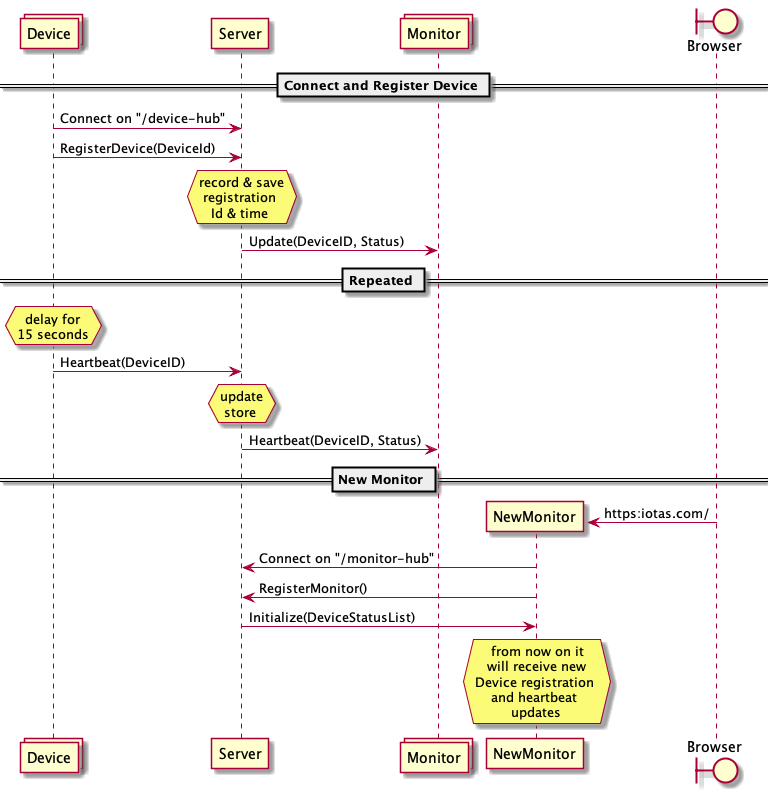 Device
Server
Monitor
Browser
Connect and Register Device
Connect on "/device-hub"
RegisterDevice(DeviceId)
record & save
registration
Id & time
Update(DeviceID, Status)
Repeated
delay for
15 seconds
Heartbeat(DeviceID)
update
store
Heartbeat(DeviceID, Status)
New Monitor
NewMonitor
https:iotas.com/
Connect on "/monitor-hub"
RegisterMonitor()
Initialize(DeviceStatusList)
from now on it
will receive new
Device registration
and heartbeat
updates
Device
Server
Monitor
NewMonitor
Browser